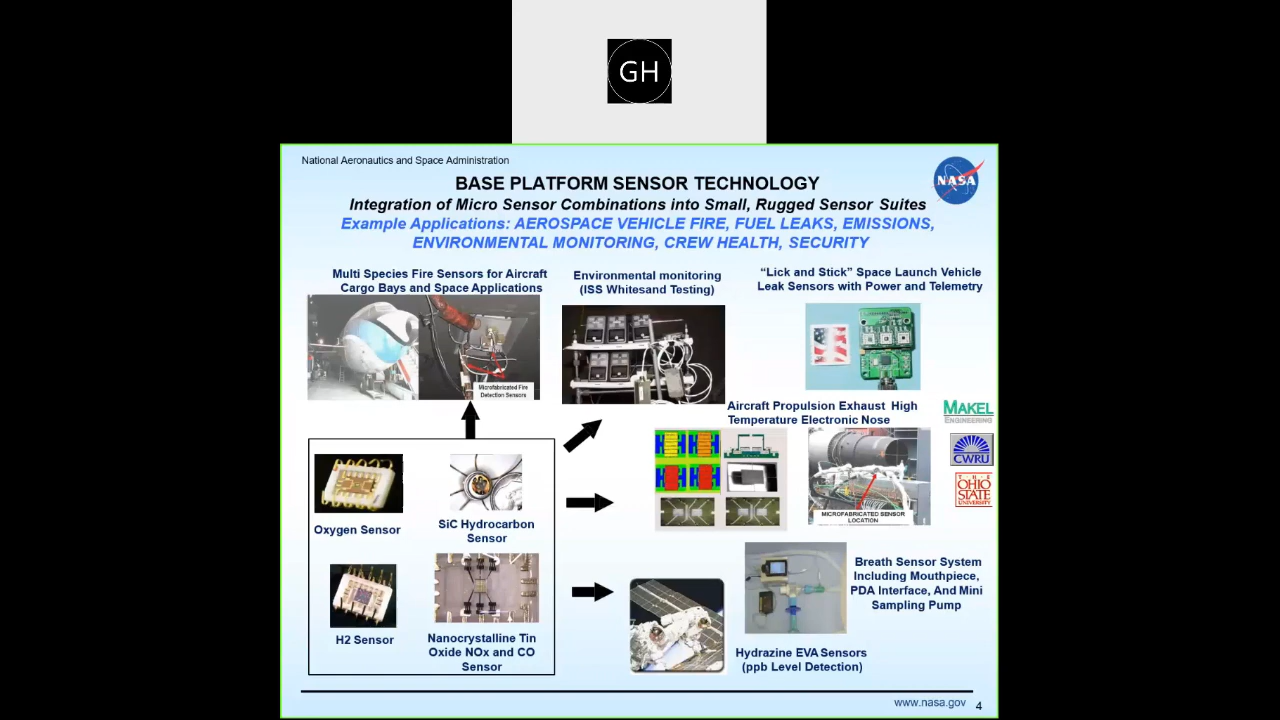 GH
National Aeronautics and Space Administration
NASA
BASE PLATFORM SENSOR TECHNOLOGY
Integration of Micro Sensor Combinations into Small, Rugged Sensor Suites
Example Applications: AEROSPACE VEHICLE FIRE, FUEL LEAKS, EMISSIONS,
ENVIRONMENTAL MONITORING, CREW HEALTH, SECURITY
Multi Species Fire Sensors for Aircraft
Cargo Bays and Space Applications
Microfabricated Fire
Detection Sensors
Environmental monitoring
(ISS Whitesand Testing)
"Lick and Stick" Space Launch Vehicle
Leak Sensors with Power and Telemetry
Aircraft Propulsion Exhaust High
Temperature Electronic Nose
MICROFABRICATED SENSOR
LOCATION
MAKEL
ENGINEERING
CWRU
THE
OHIO
STATE
UNIVERSITY
Oxygen Sensor
SiC Hydrocarbon
Sensor
H2 Sensor
Nanocrystalline Tin
Oxide NOx and CO
Sensor
Breath Sensor System
Including Mouthpiece,
PDA Interface, And Mini
Sampling Pump
Hydrazine EVA Sensors
(ppb Level Detection)
www.nasa.gov
4